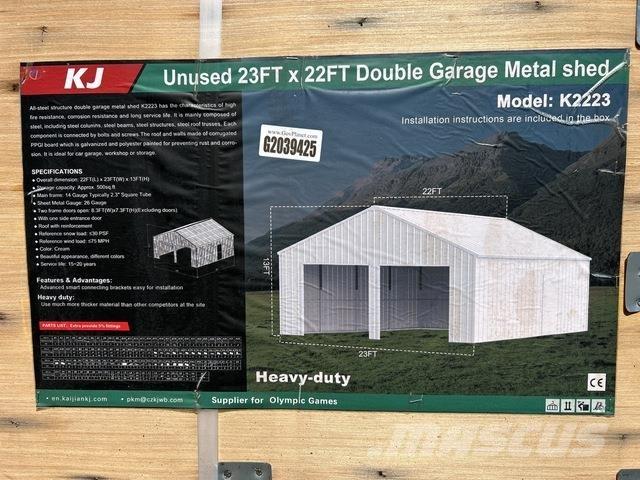 KJ
Unused 23FT x 22FT Double Garage Metal shed
Model: K2223
Installation instructions are included in the box
All-steel structure double garage metal shed K2223 has the characteristics of high
fire resistance, corrosion resistance and long service life. It is mainly composed of
steel, including steel columns, steel beams, steel structures, steel roof trusses. Each
component is connected by bolts and screws. The roof and walls made of corrugated
PPGI board which is galvanized and polyester painted for preventing rust and corro-
sion. It is ideal for car garage, workshop or storage.
www.GovPlanet.com
G2039425
SPECIFICATIONS
● Overall dimension: 22FT(L) x 23FT(W) x 13FT(H)
● Storage capacity: Approx. 500sq.ft
● Main frame: 14 Gauge Typically 2.3" Square Tube
● Sheet Metal Gauge: 26 Gauge
● Two frame doors open: 8.3FT(W)x7.3FT(H)(Excluding doors)
● With one side entrance door
● Roof with reinforcement
● Reference snow load: ≤30 PSF
● Reference wind load: ≤75 MPH
● Color: Cream
● Beautiful appearance, different colors
● Service life: 15~20 years
Features & Advantages:
Advanced smart connecting brackets easy for installation
Heavy duty:
Use much more thicker material than other competitors at the site
PARTS LIST: Extra provide 5% fittings
22FT
13FT
23FT
Heavy-duty
CE
• en.kaijiankj.com
• pkm@czkjwb.com
Supplier for Olympic Games
MASCUS